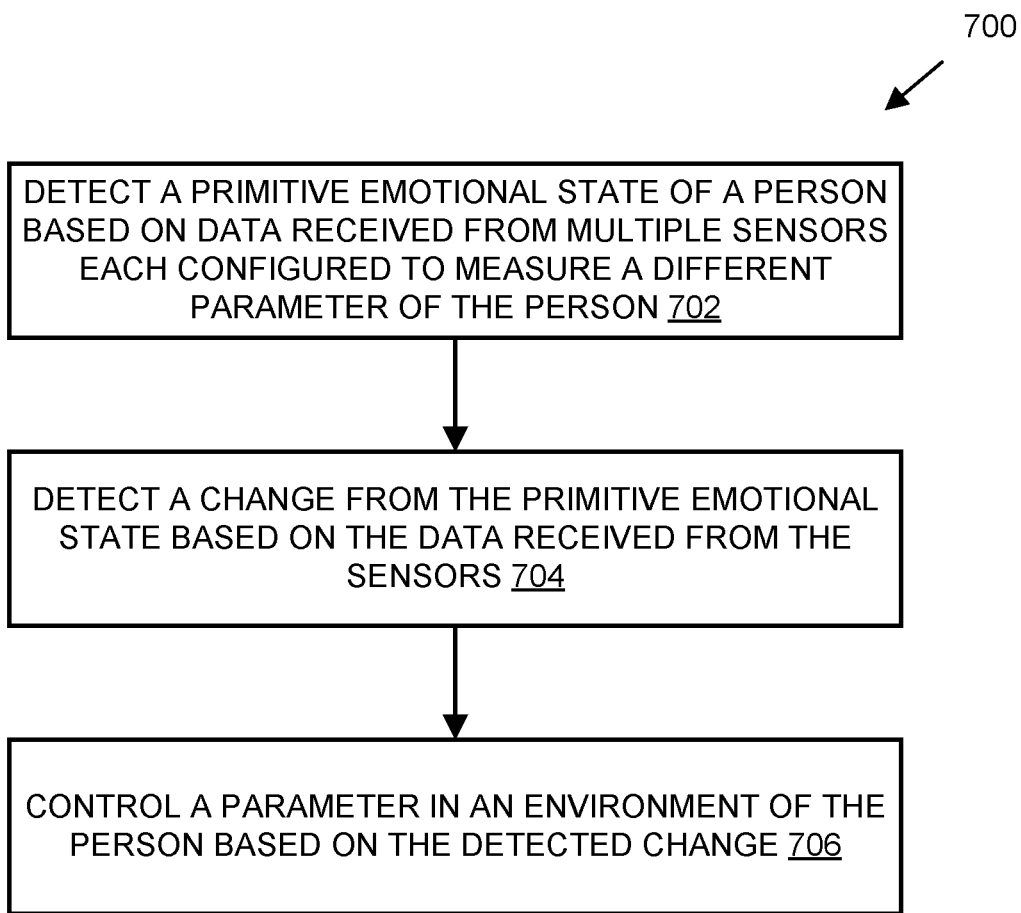 700
DETECT A PRIMITIVE EMOTIONAL STATE OF A PERSON
BASED ON DATA RECEIVED FROM MULTIPLE SENSORS
EACH CONFIGURED TO MEASURE A DIFFERENT
PARAMETER OF THE PERSON 702
DETECT A CHANGE FROM THE PRIMITIVE EMOTIONAL
STATE BASED ON THE DATA RECEIVED FROM THE
SENSORS 704
CONTROL A PARAMETER IN AN ENVIRONMENT OF THE
PERSON BASED ON THE DETECTED CHANGE 706